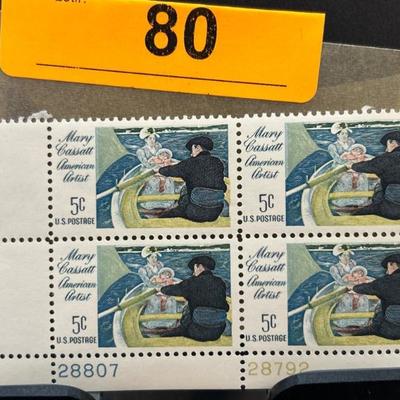 80
Mary
Cassatt
American
Artist
5c
U.S. POSTAGE
Mary
Cassatt
American
Artist
5c
U.S. POSTAGE
Mary
Cassatt
American
Artist
5c
U.S. POSTAGE
Mary
Cassatt
American
Artist
5c
U.S. POSTAGE
28807
28792